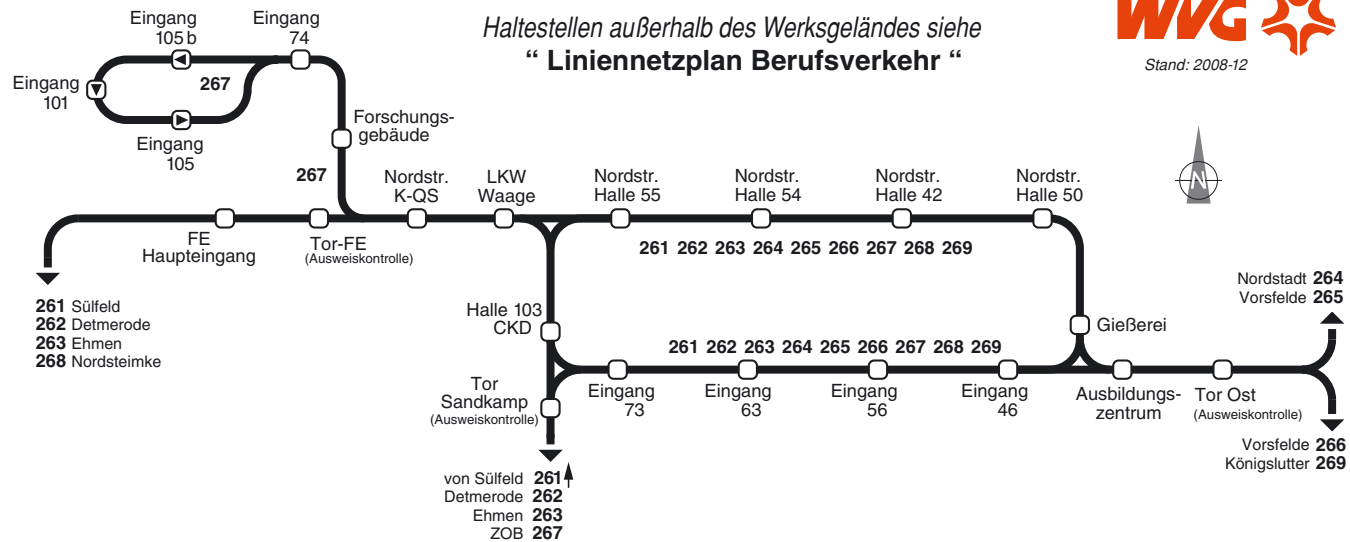 Haltestellen außerhalb des Werksgeländes siehe
“ Liniennetzplan Berufsverkehr “
WVG
Stand: 2008-12
N
Eingang
105 b
Eingang
74
Eingang
101
267
Eingang
105
Forschungs-
gebäude
267
Nordstr.
K-QS
LKW
Waage
Nordstr.
Halle 55
Nordstr.
Halle 54
Nordstr.
Halle 42
Nordstr.
Halle 50
FE
Haupteingang
Tor-FE
(Ausweiskontrolle)
261 262 263 264 265 266 267 268 269
261 Sülfeld
262 Detmerode
263 Ehmen
268 Nordsteimke
Nordstadt 264
Vorsfelde 265
Halle 103
CKD
Gießerei
261 262 263 264 265 266 267 268 269
Tor
Sandkamp
(Ausweiskontrolle)
Eingang
73
Eingang
63
Eingang
56
Eingang
46
Ausbildungs-
zentrum
Tor Ost
(Ausweiskontrolle)
Vorsfelde 266
Königslutter 269
von Sülfeld 261
Detmerode 262
Ehmen 263
ZOB 267